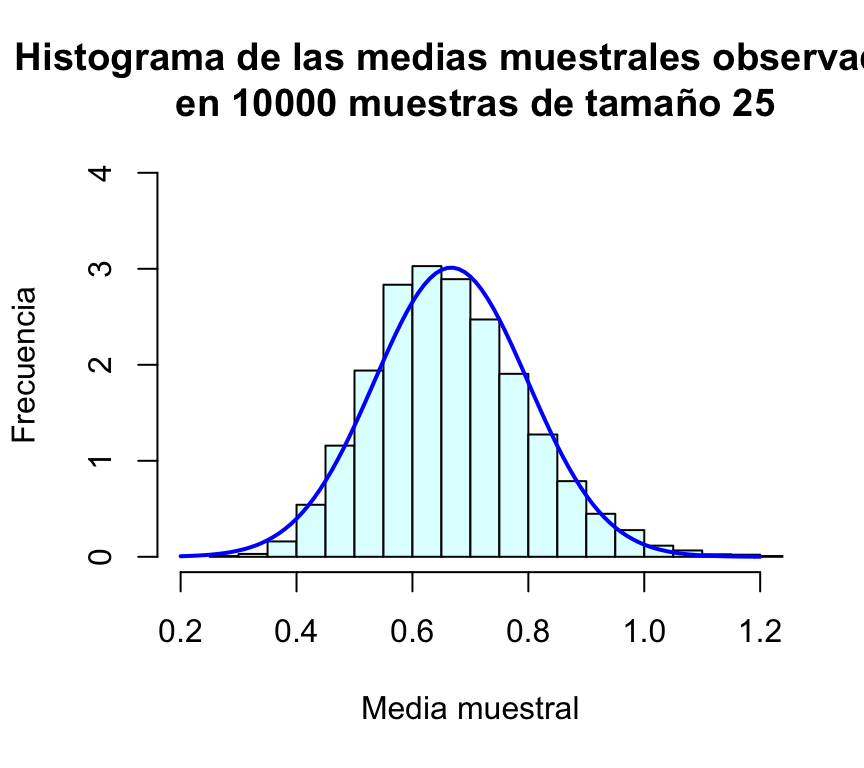 Histograma de las medias muestrales observa
en 10000 muestras de tamaño 25
4
3
2
1
0
Frecuencia
0.2 0.4 0.6 0.8 1.0 1.2
Media muestral